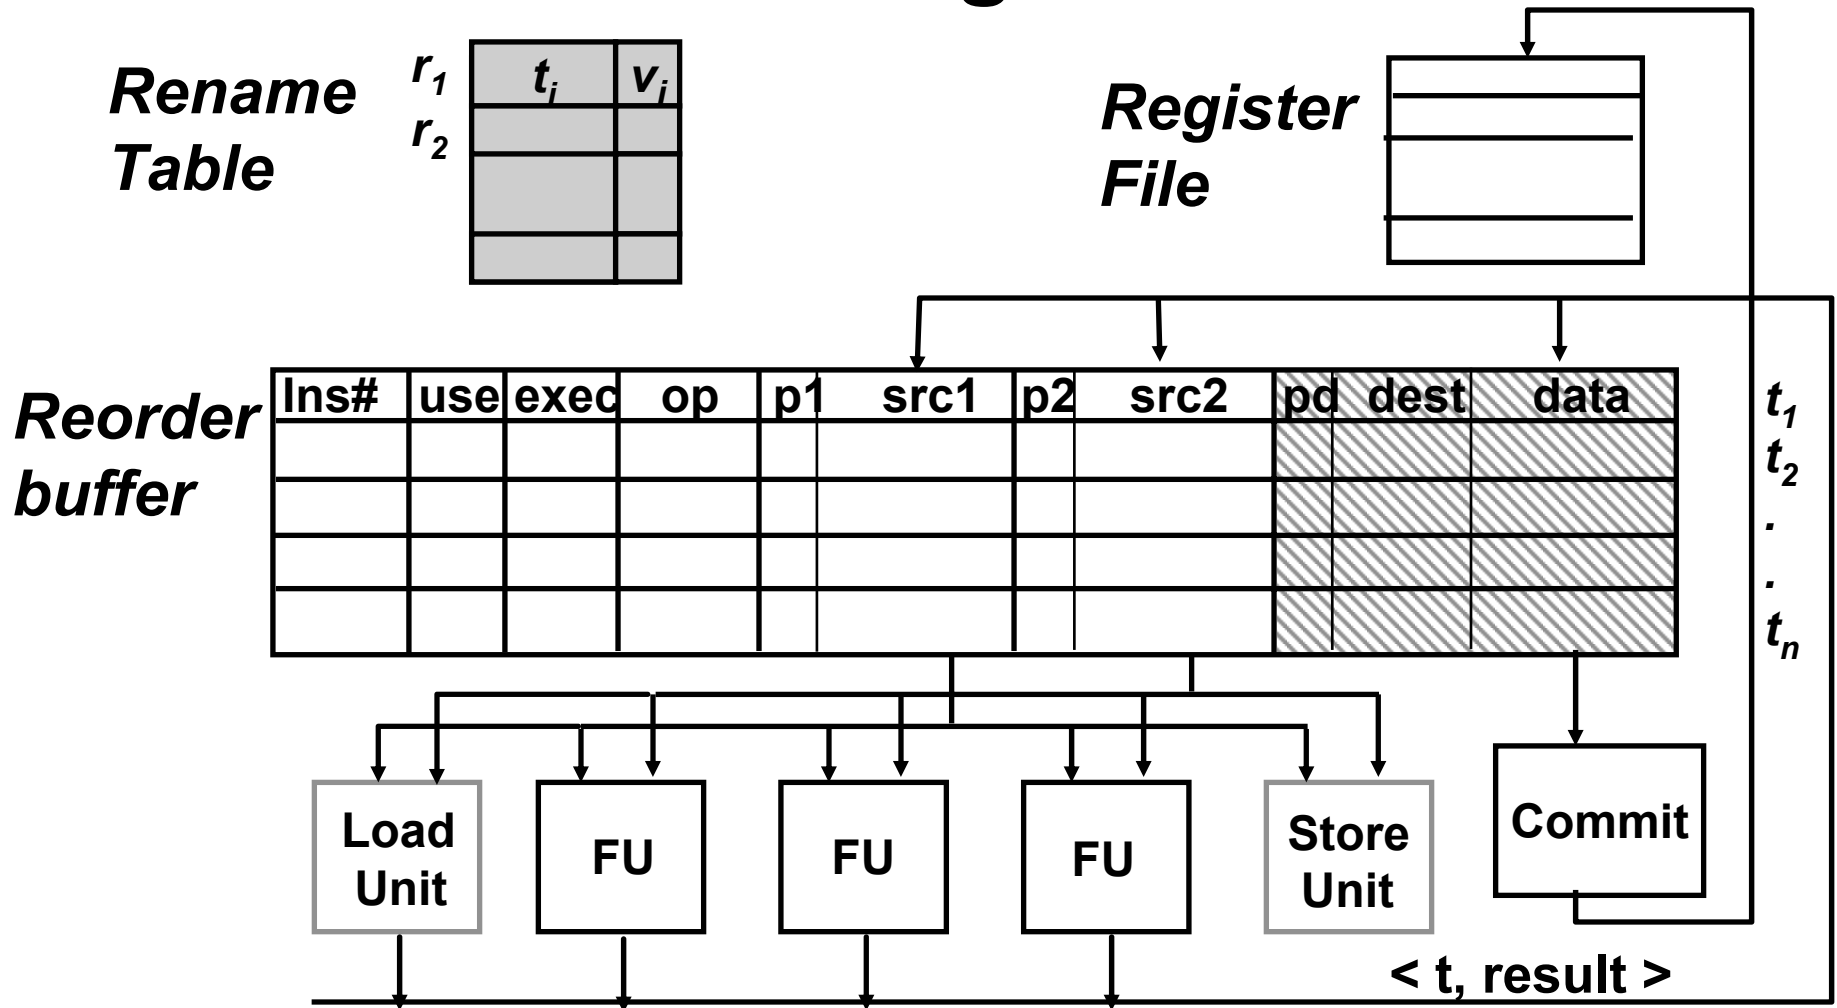 Rename
Table
r1
r2
ti
vi
Register
File
Reorder
buffer
Ins# use exec op p1 src1 p2 src2 pd dest data
t1
t2
.
.
tn
Load
Unit
FU
FU
FU
Store
Unit
Commit
< t, result >